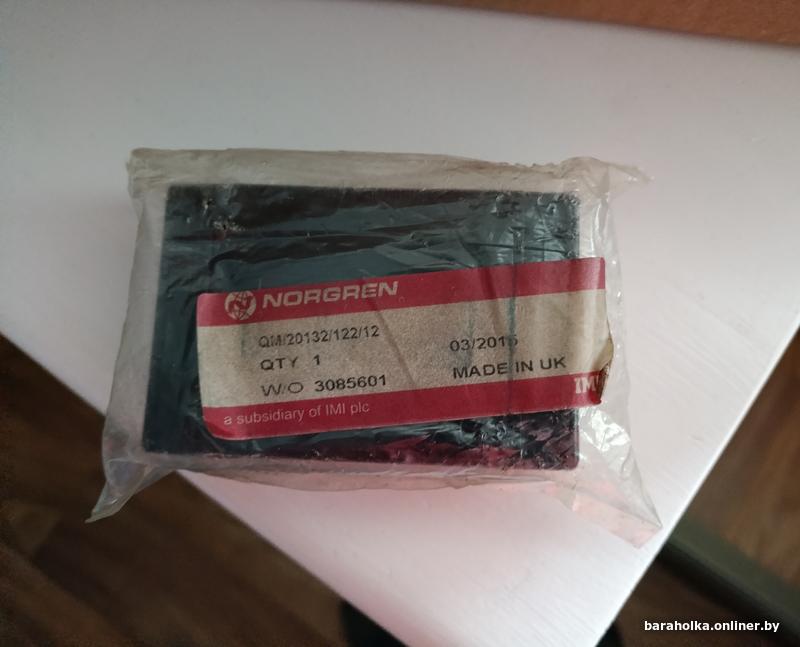 NORGREN
QM/20132/122/12
QTY 1 03/2015
W/O 3085601 MADE IN UK
IMI
a subsidiary of IMI plc
baraholka.onliner.by